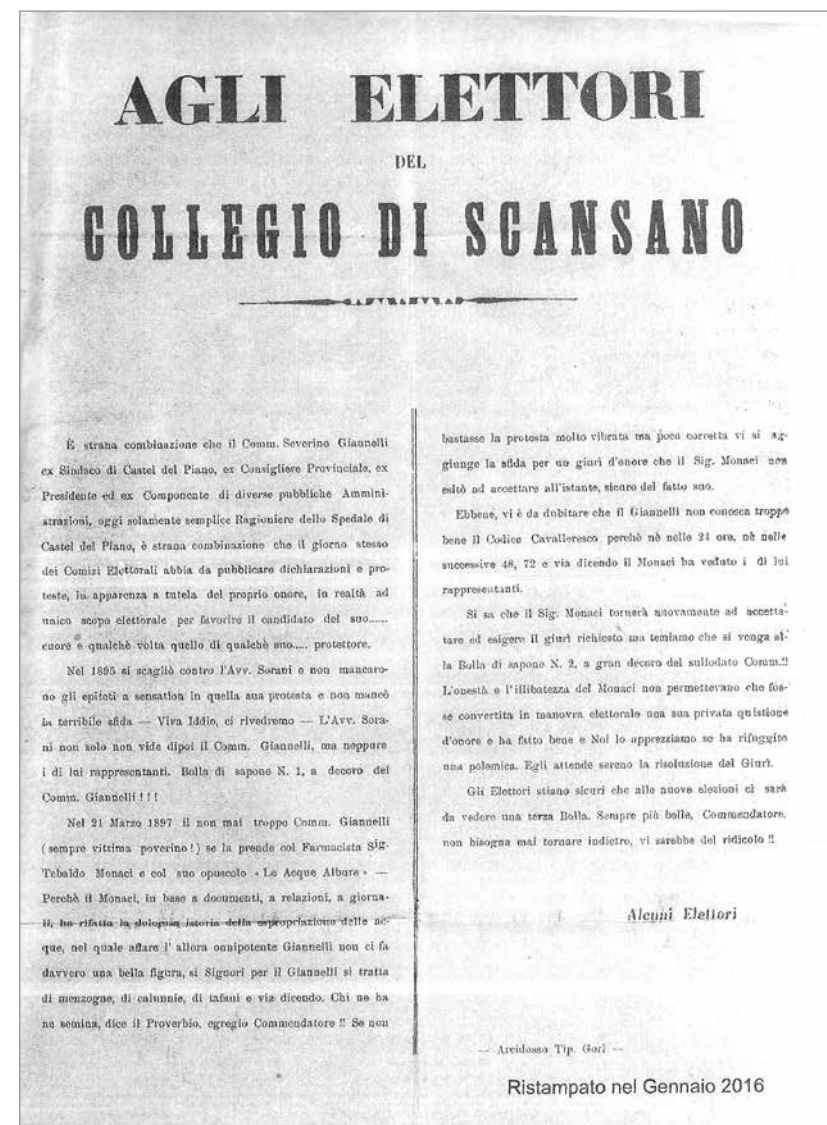 AGLI ELETTORI
DEL
COLLEGIO DI SCANSANO
È strana combinazione che il Comm. Severino Giannelli
ex Sindaco di Castel del Piano, ex Consigliere Provinciale, ex
Presidente ed ex Componente di diverse pubbliche Ammini-
strazioni, oggi solamente semplice Ragioniere dello Spedale di
Castel del Piano, è strana combinazione che il giorno stesso
dei Comizi Elettorali abbia da pubblicare dichiarazioni e pro-
teste, in apparenza a tutela del proprio onore, in realtà ad
unico scopo elettorale per favorire il candidato del suo......
cuore e qualchè volta quello di qualchè suo..... protettore.
Nel 1895 si scagliò contro l'Avv. Sorani e non mancaro-
no gli epiteti a sensation in quella sua protesta e non mancò
la terribile sfida — Viva Iddio, ci rivedremo — L'Avv. Sora-
ni non solo non vide dipoi il Comm. Giannelli, ma neppure
i di lui rappresentanti. Bolla di sapone N. 1, a decoro del
Comm. Giannelli ! ! !
Nel 21 Marzo 1897 il non mai troppo Comm. Giannelli
( sempre vittima poverino !) se la prende col Farmacista Sig.
Tebaldo Monaci e col suo opuscolo « Le Acque Albure » —
Perchè il Monaci, in base a documenti, a relazioni, a giorna-
li, ha rifatta la dolorosa istoria della espropriazione delle ac-
que, nel quale affare l' allora onnipotente Giannelli non ci fa
davvero una bella figura, si Signori per il Giannelli si tratta
di menzogne, di calunnie, di tafani e via dicendo. Chi ne ha
ne semina, dice il Proverbio, egregio Commendatore !! Se non
bastasse la protesta molto vibrata ma poco corretta vi si ag-
giunge la sfida per un giurì d'onore che il Sig. Monaci non
esitò ad accettare all'istante, sicuro del fatto suo.
Ebbene, vi è da dubitare che il Giannelli non conosca troppo
bene il Codice Cavalleresco perchè nè nelle 24 ore, nè nelle
successive 48, 72 e via dicendo il Monaci ha veduto i di lui
rappresentanti.
Si sa che il Sig. Monaci tornerà nuovamente ad accetta-
tare ed esigere il giurì richiesto ma temiamo che si venga al-
la Bolla di sapone N. 2, a gran decoro del sullodato Comm.!!
L'onestà e l'illibatezza del Monaci non permettevano che fos-
se convertita in manovra elettorale una sua privata quistione
d'onore e ha fatto bene e Noi lo apprezziamo se ha rifuggito
una polemica. Egli attende sereno la risoluzione del Giurì.
Gli Elettori stiano sicuri che alle nuove elezioni ci sarà
da vedere una terza Bolla. Sempre più belle, Commendatore,
non bisogna mai tornare indietro, vi sarebbe del ridicolo !!
Alcuni Elettori
— Arcidosso Tip. Gori —
Ristampato nel Gennaio 2016